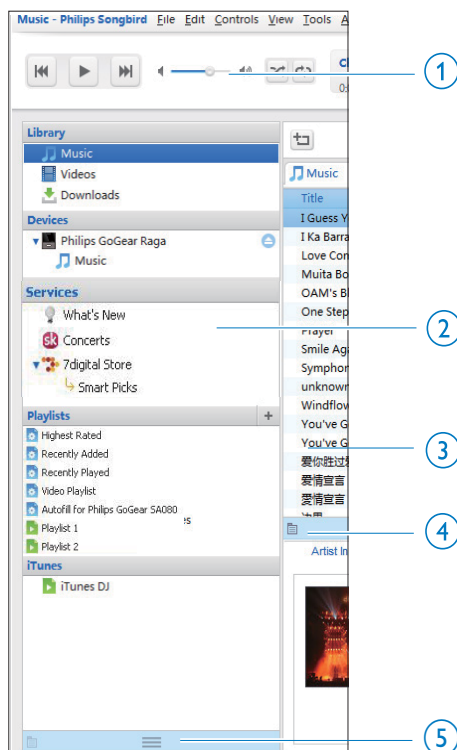 Music - Philips Songbird File Edit Controls View Tools A
1
Library
Music
Videos
Downloads
Devices
Philips GoGear Raga
Music
Services
What's New
Concerts
7digital Store
Smart Picks
Playlists +
Highest Rated
Recently Added
Recently Played
Video Playlist
Autofill for Philips GoGear SA080
Playlist 1
Playlist 2
iTunes
iTunes DJ
Music
Title
I Guess Y
I Ka Barra
Love Con
Muita Bo
OAM's Bl
One Step
Prayer
Smile Aga
Symphon
unknown
Windflow
You've G
You've G
爱你胜过
爱情宣言
愛情宣言
Artist In
2
3
4
5